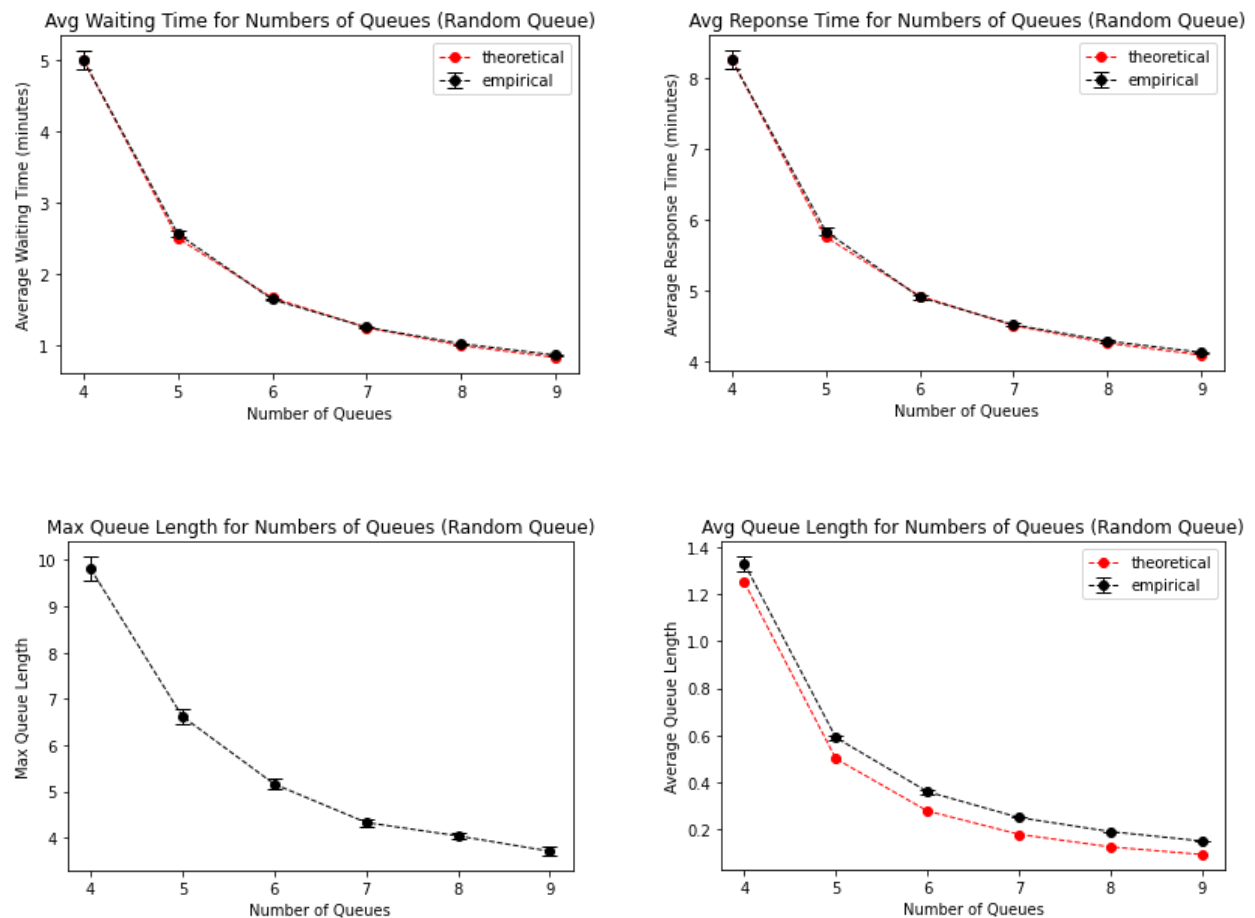 Avg Waiting Time for Numbers of Queues (Random Queue)
theoretical
empirical
Average Waiting Time (minutes)
5
4
3
2
1
4 5 6 7 8 9
Number of Queues
Avg Reponse Time for Numbers of Queues (Random Queue)
theoretical
empirical
Average Response Time (minutes)
8
7
6
5
4
4 5 6 7 8 9
Number of Queues
Max Queue Length for Numbers of Queues (Random Queue)
Max Queue Length
10
9
8
7
6
5
4
4 5 6 7 8 9
Number of Queues
Avg Queue Length for Numbers of Queues (Random Queue)
theoretical
empirical
Average Queue Length
1.4
1.2
1.0
0.8
0.6
0.4
0.2
4 5 6 7 8 9
Number of Queues